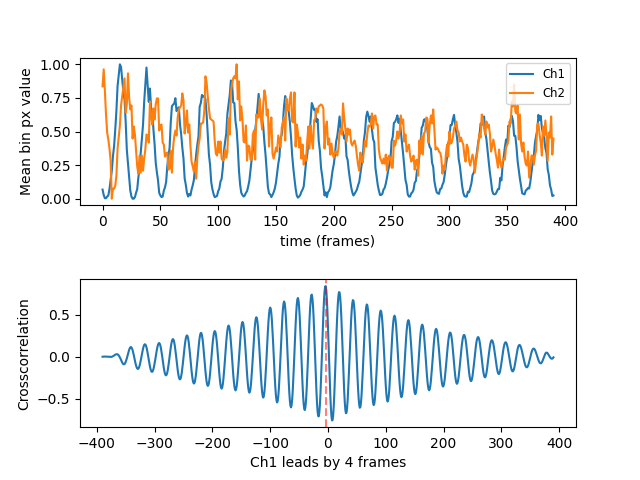 1.00
0.75
0.50
0.25
0.00
Mean bin px value
Ch1
Ch2
0 50 100 150 200 250 300 350 400
time (frames)
0.5
0.0
−0.5
Crosscorrelation
−400 −300 −200 −100 0 100 200 300 400
Ch1 leads by 4 frames